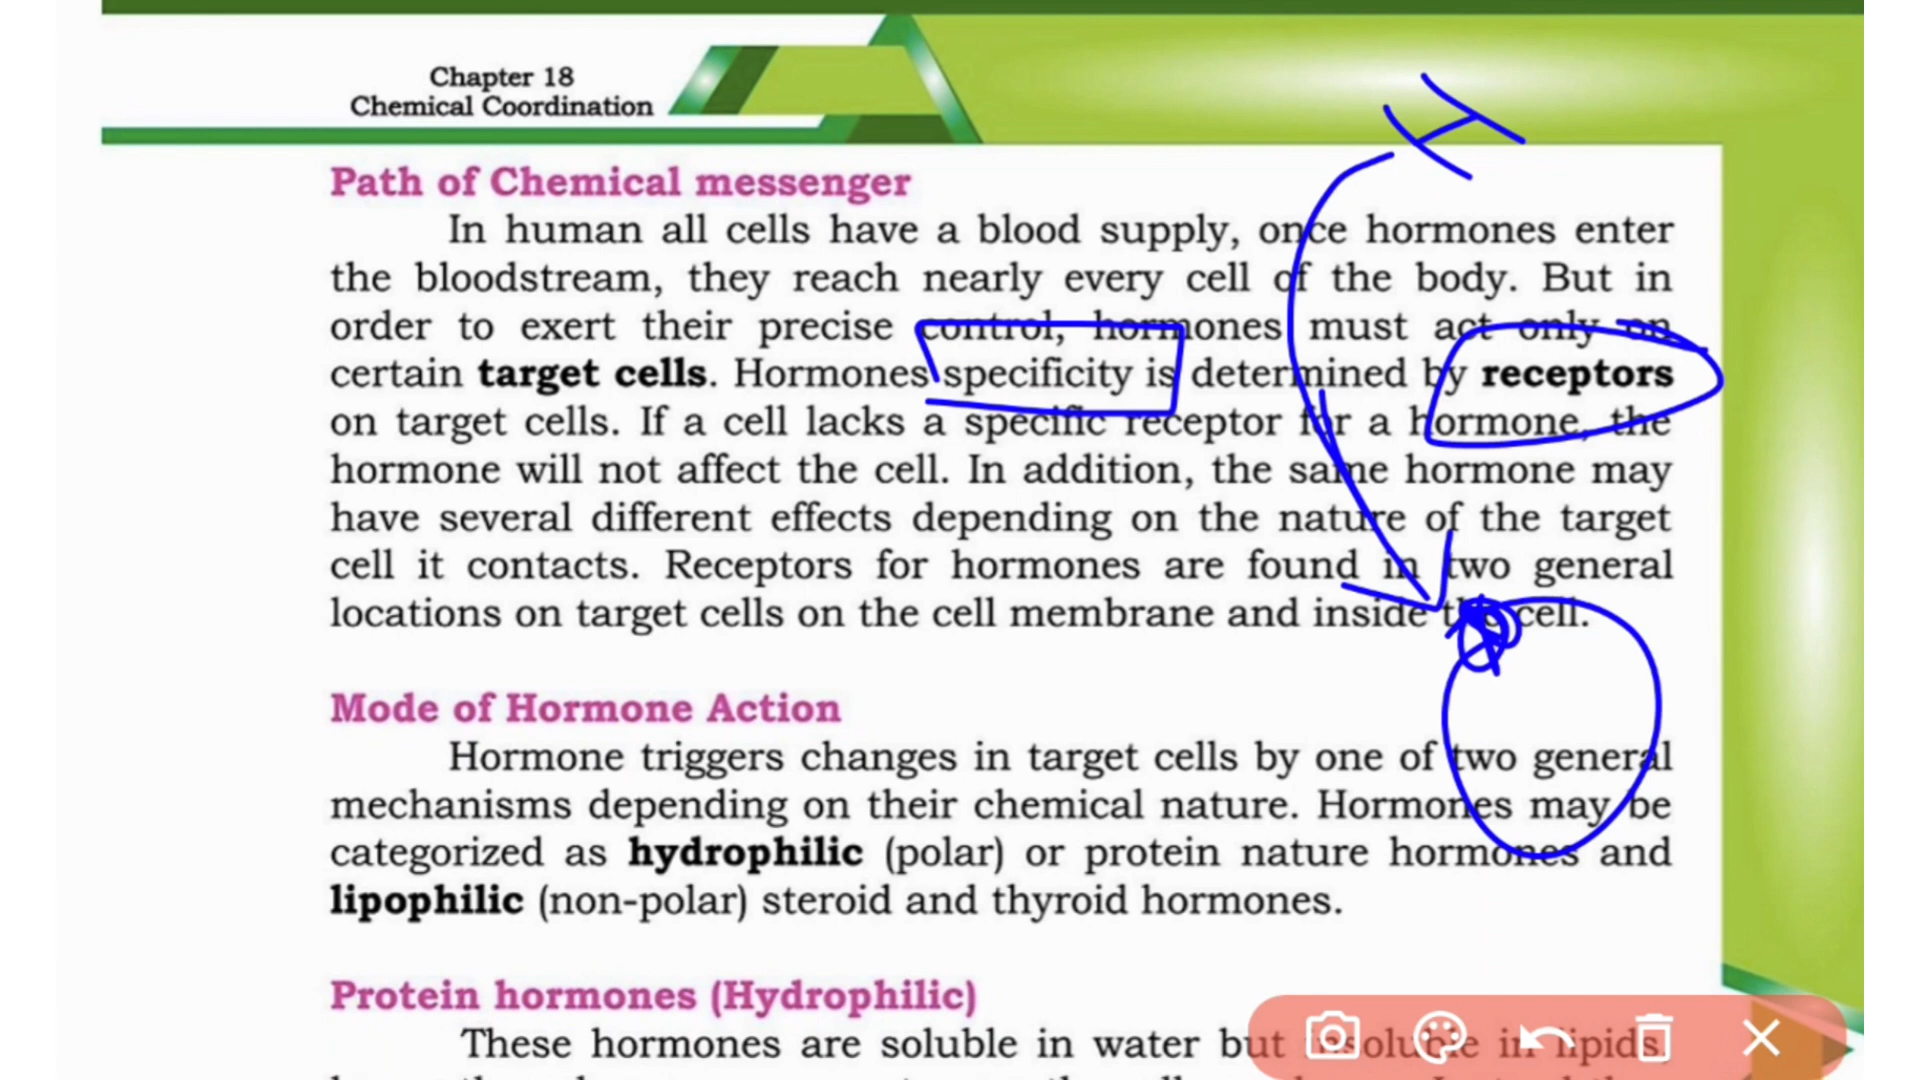 Chapter 18
Chemical Coordination
H
Path of Chemical messenger
In human all cells have a blood supply, once hormones enter
the bloodstream, they reach nearly every cell of the body. But in
order to exert their precise control, hormones must act only on
certain target cells. Hormones specificity is determined by receptors
on target cells. If a cell lacks a specific receptor for a hormone, the
hormone will not affect the cell. In addition, the same hormone may
have several different effects depending on the nature of the target
cell it contacts. Receptors for hormones are found in two general
locations on target cells on the cell membrane and inside the cell.
Mode of Hormone Action
Hormone triggers changes in target cells by one of two general
mechanisms depending on their chemical nature. Hormones may be
categorized as hydrophilic (polar) or protein nature hormones and
lipophilic (non-polar) steroid and thyroid hormones.
Protein hormones (Hydrophilic)
These hormones are soluble in water but insoluble in lipids,